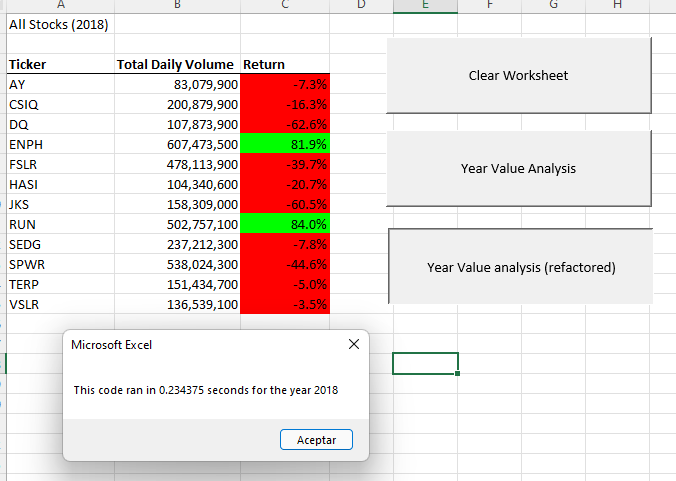 A B C D E F G H
All Stocks (2018)
Ticker Total Daily Volume Return
AY 83,079,900 -7.3%
CSIQ 200,879,900 -16.3%
DQ 107,873,900 -62.6%
ENPH 607,473,500 81.9%
FSLR 478,113,900 -39.7%
HASI 104,340,600 -20.7%
JKS 158,309,000 -60.5%
RUN 502,757,100 84.0%
SEDG 237,212,300 -7.8%
SPWR 538,024,300 -44.6%
TERP 151,434,700 -5.0%
VSLR 136,539,100 -3.5%
Clear Worksheet
Year Value Analysis
Year Value analysis (refactored)
Microsoft Excel
This code ran in 0.234375 seconds for the year 2018
Aceptar